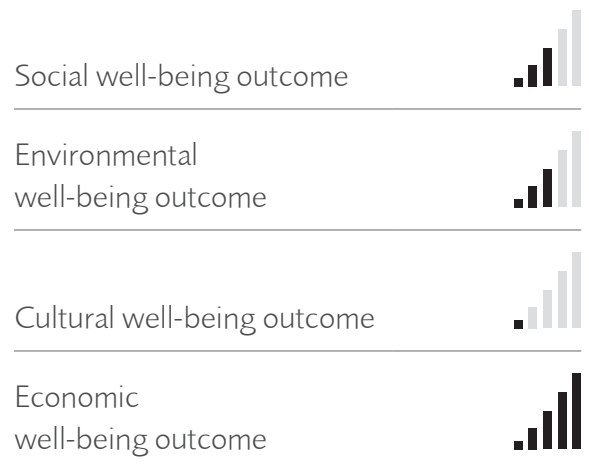 Social well-being outcome
Environmental
well-being outcome
Cultural well-being outcome
Economic
well-being outcome